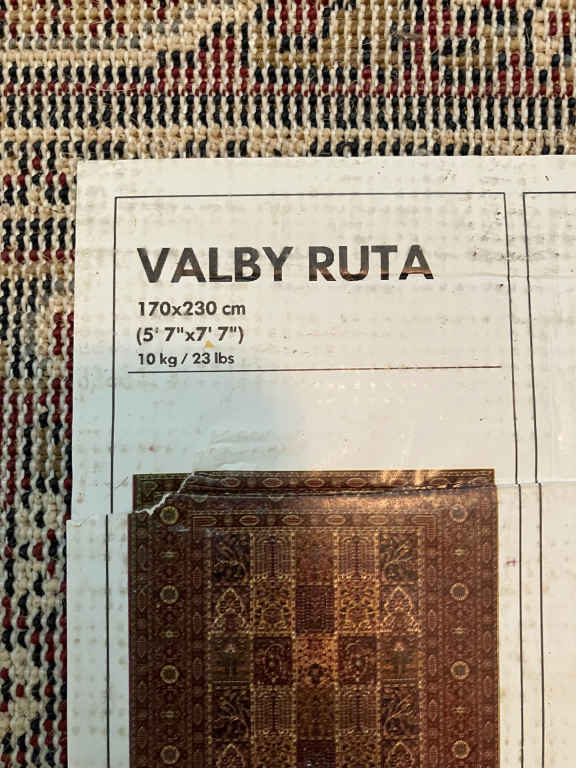 VALBY RUTA
170x230 cm
(5' 7"x7' 7")
10 kg / 23 lbs